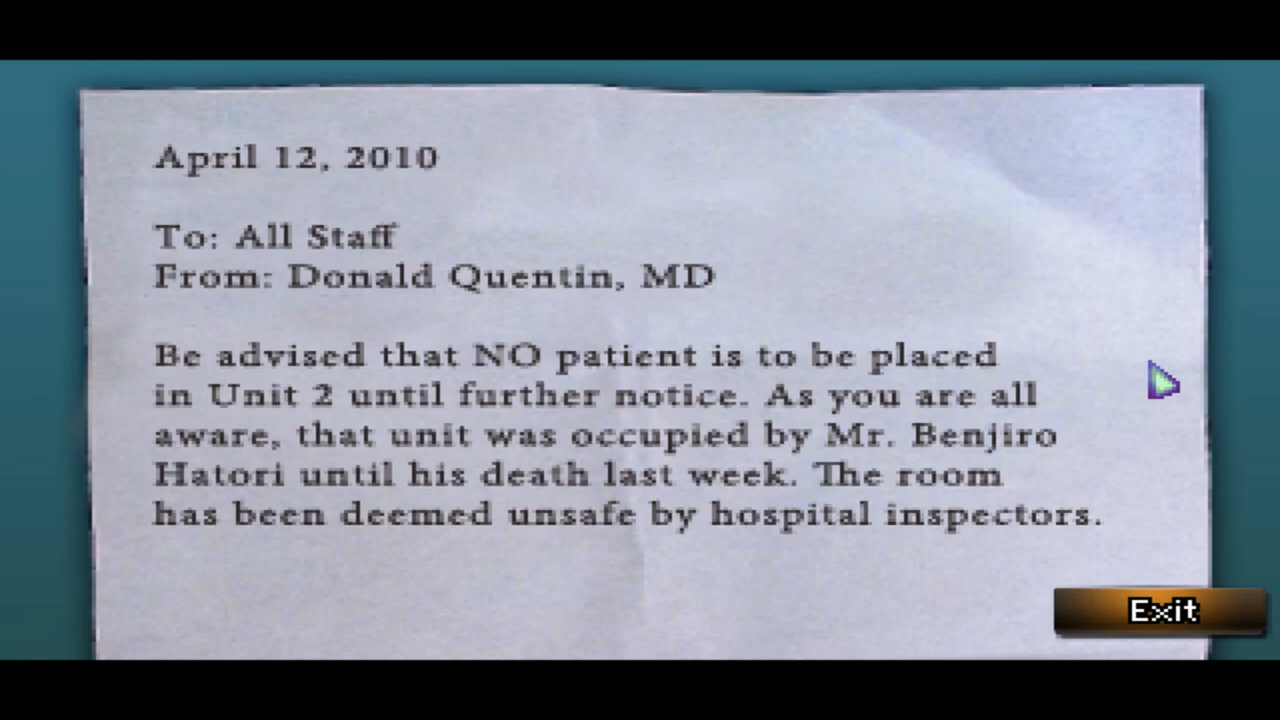 April 12, 2010
To: All Staff
From: Donald Quentin, MD
Be advised that NO patient is to be placed
in Unit 2 until further notice. As you are all
aware, that unit was occupied by Mr. Benjiro
Hatori until his death last week. The room
has been deemed unsafe by hospital inspectors.
Exit